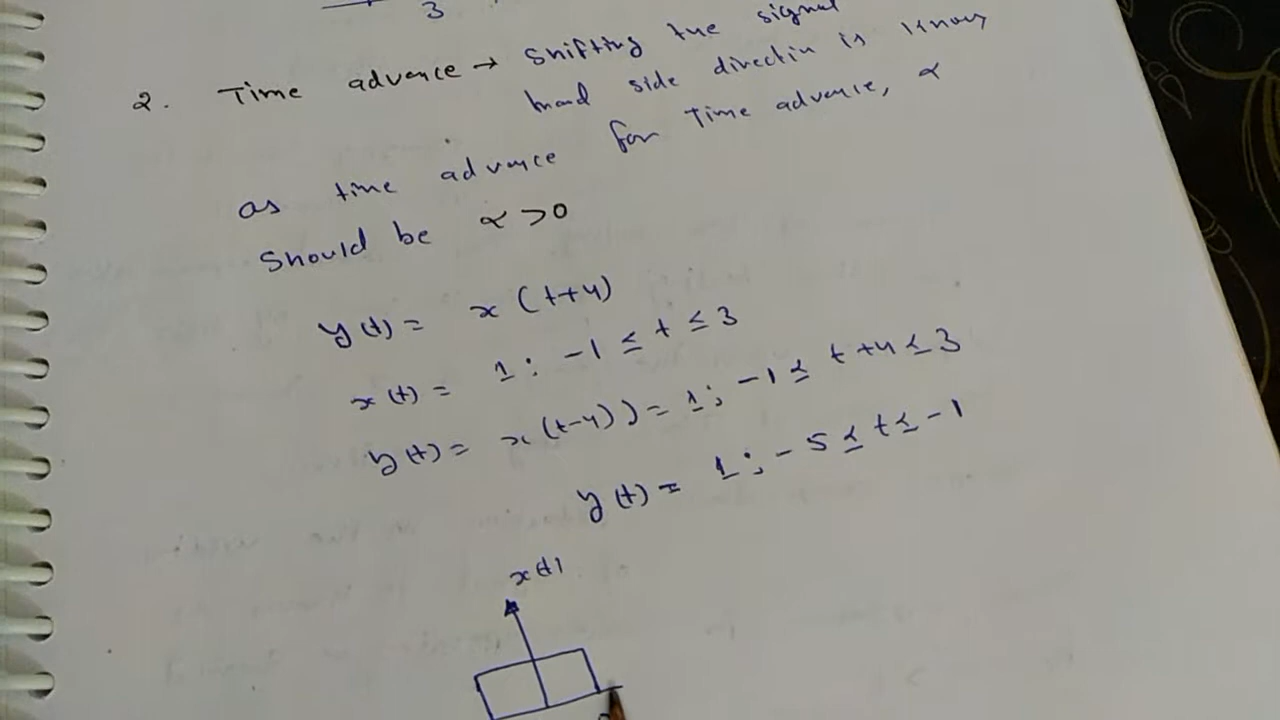 3
2. Time advance → Shifting the signal
hand side direction is know
as time advance for Time advance, α
Should be α >0
y(t) = x(t+4)
x(t) = 1 ; -1 ≤ t ≤ 3
y(t) = x(t-4)) = 1 ; -1 ≤ t+4 ≤ 3
y(t) = 1 ; -5 ≤ t ≤ -1
x(t)